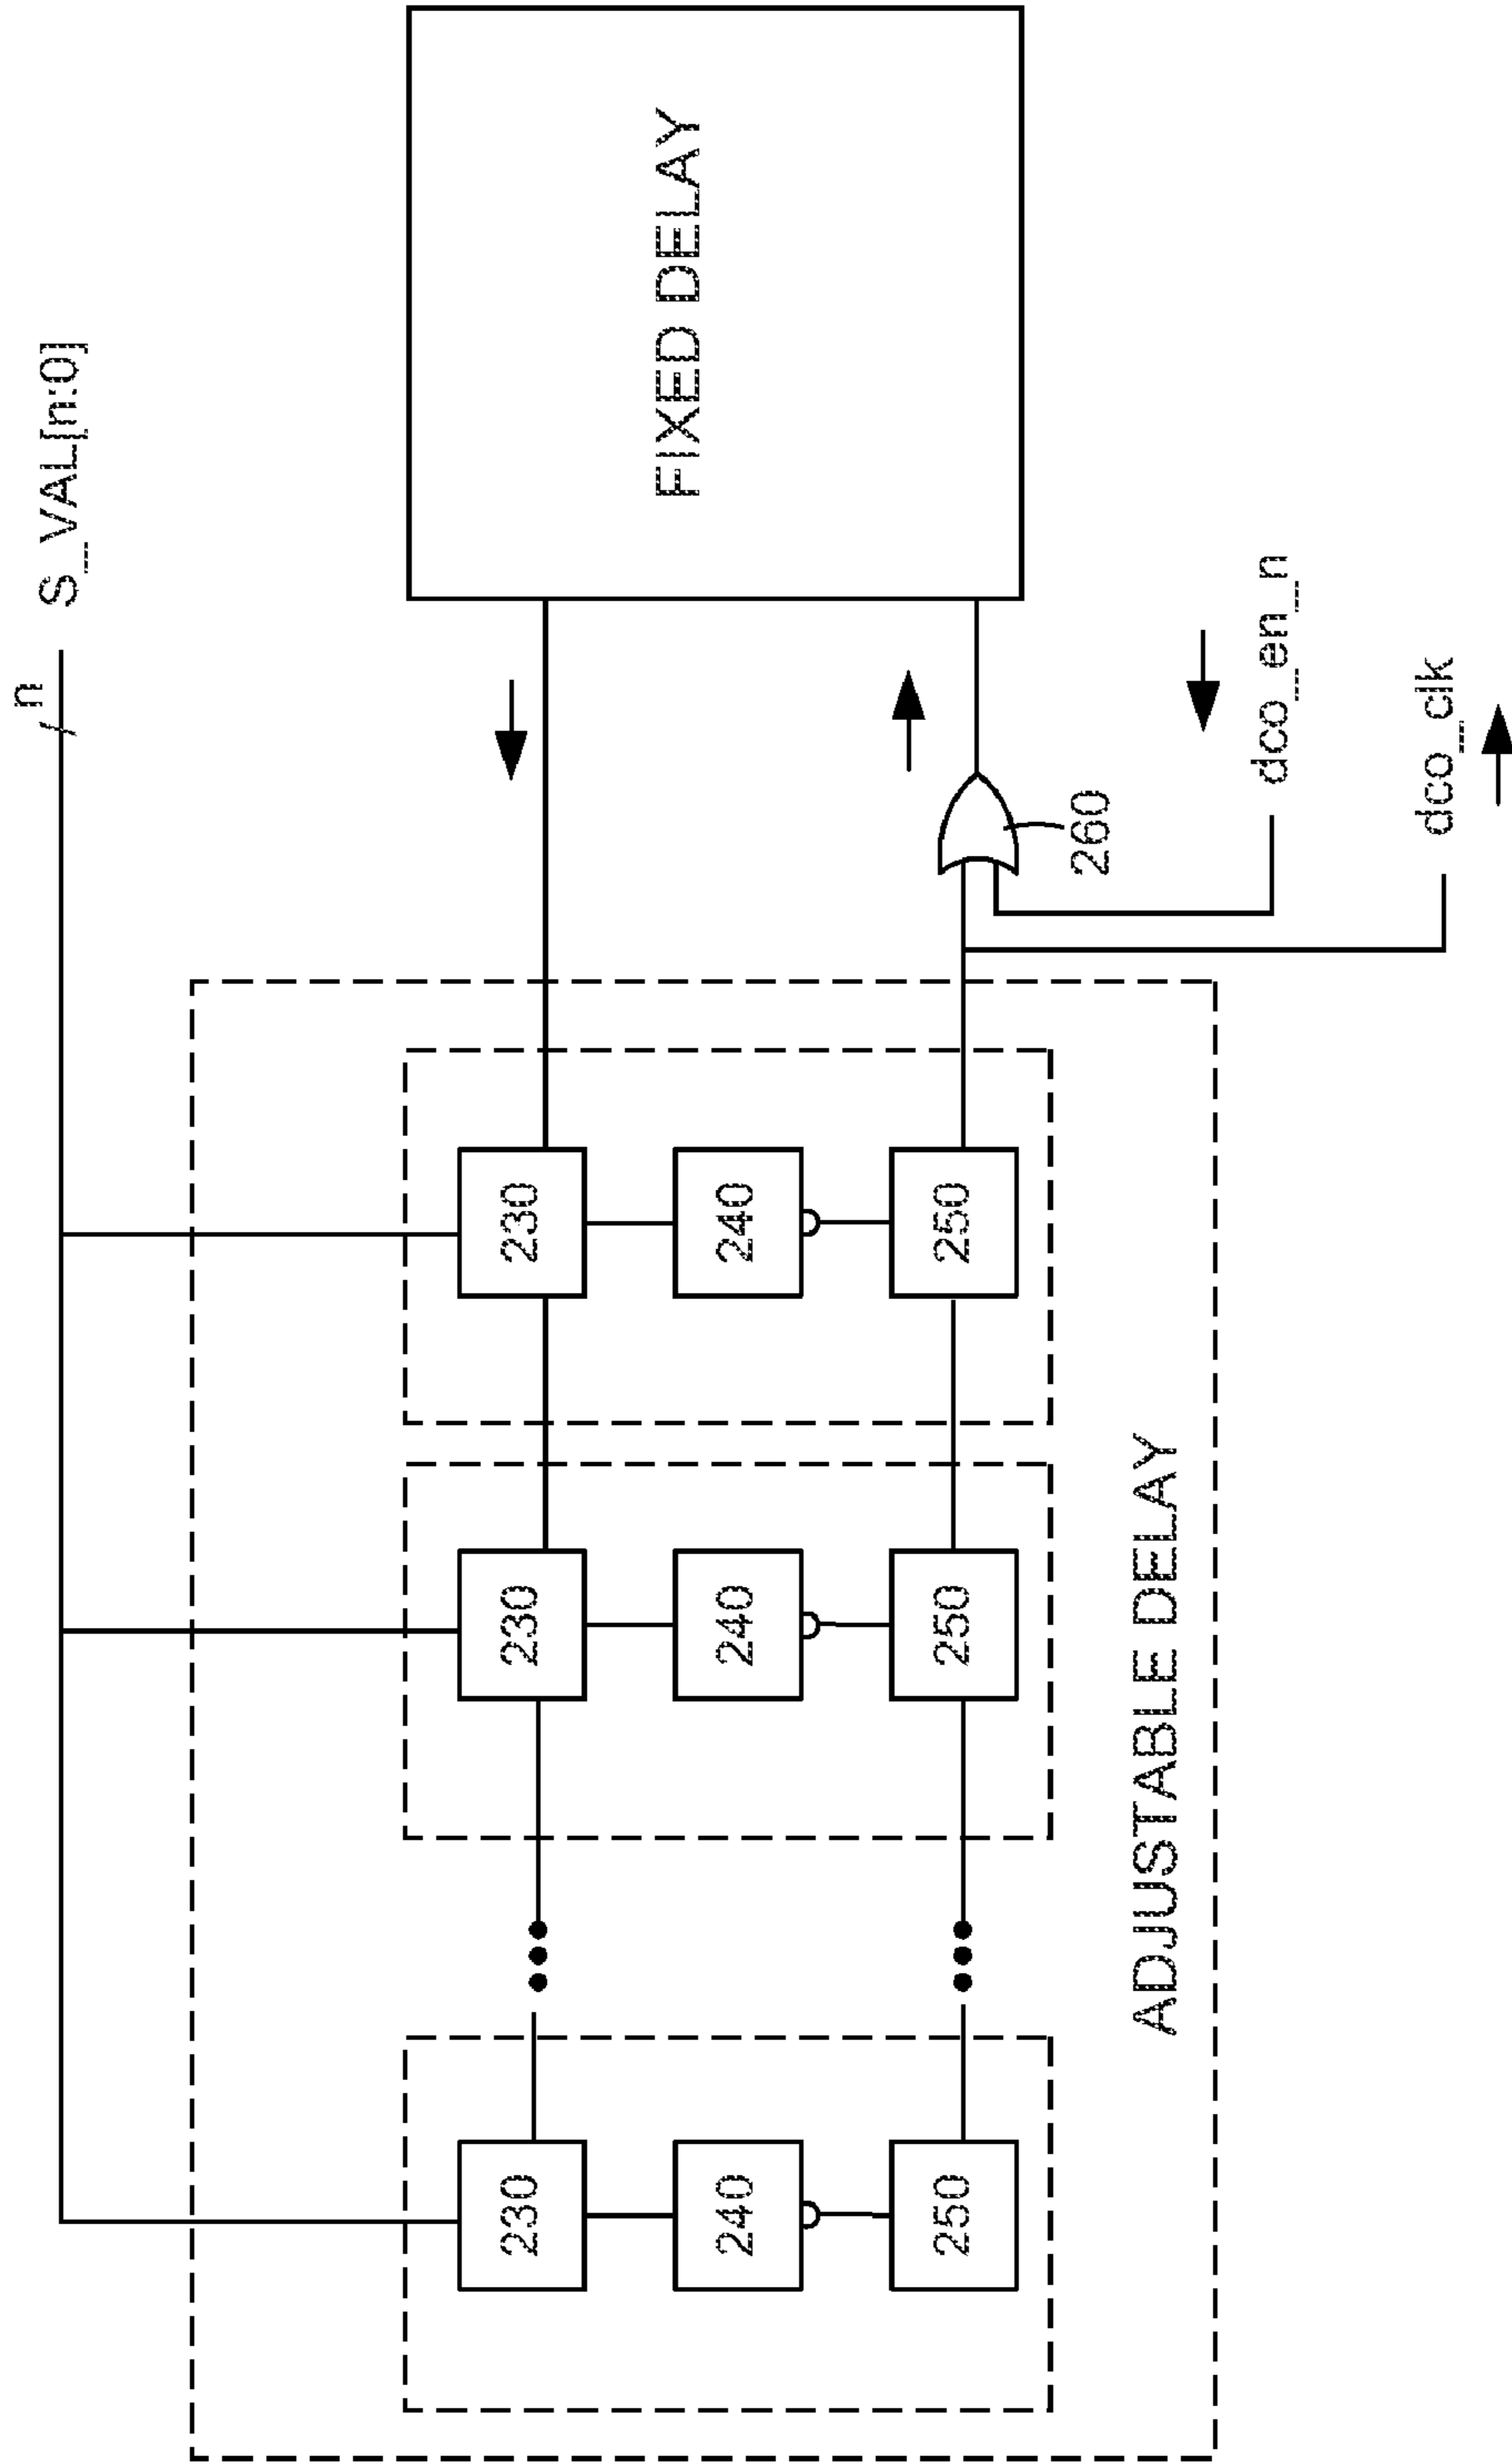 n
S_VAL[n:0]
FIXED DELAY
230
230
230
240
240
240
250
250
250
260
dco_en_n
dco_clk
ADJUSTABLE DELAY